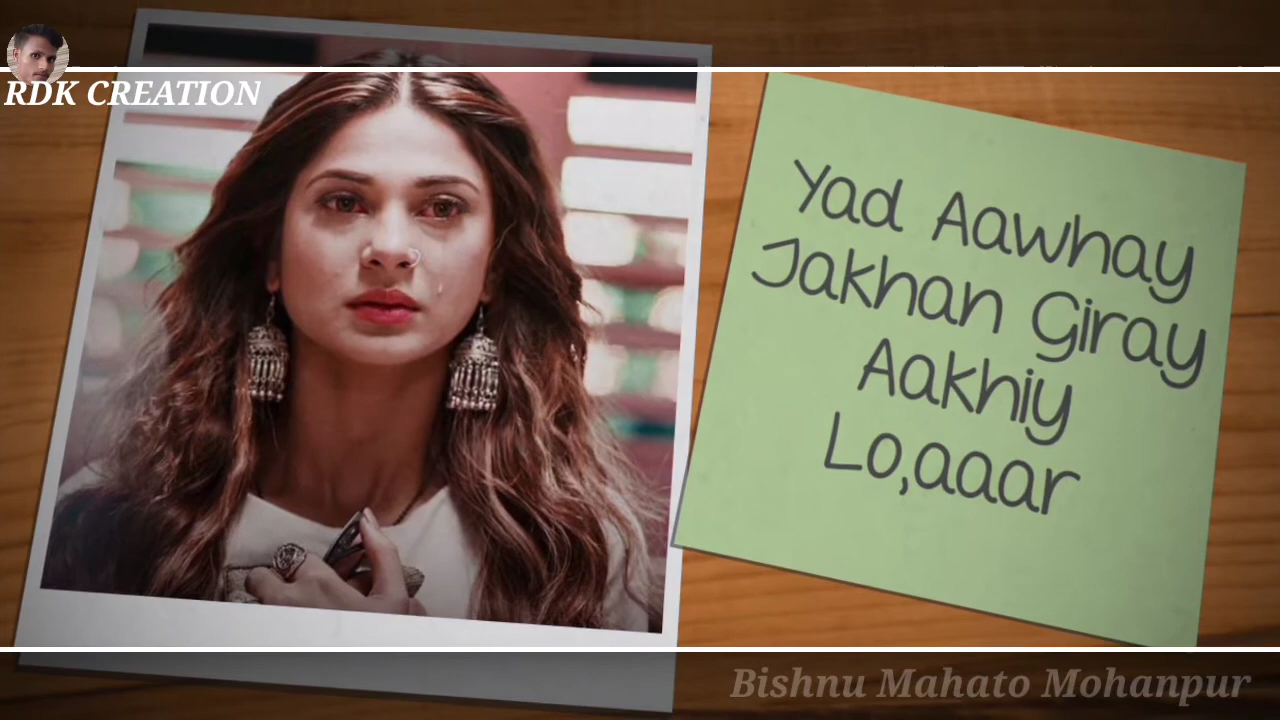 RDK CREATION
Yad Aawhay
Jakhan Giray
Aakhiy
Lo,aaar
Bishnu Mahato Mohanpur